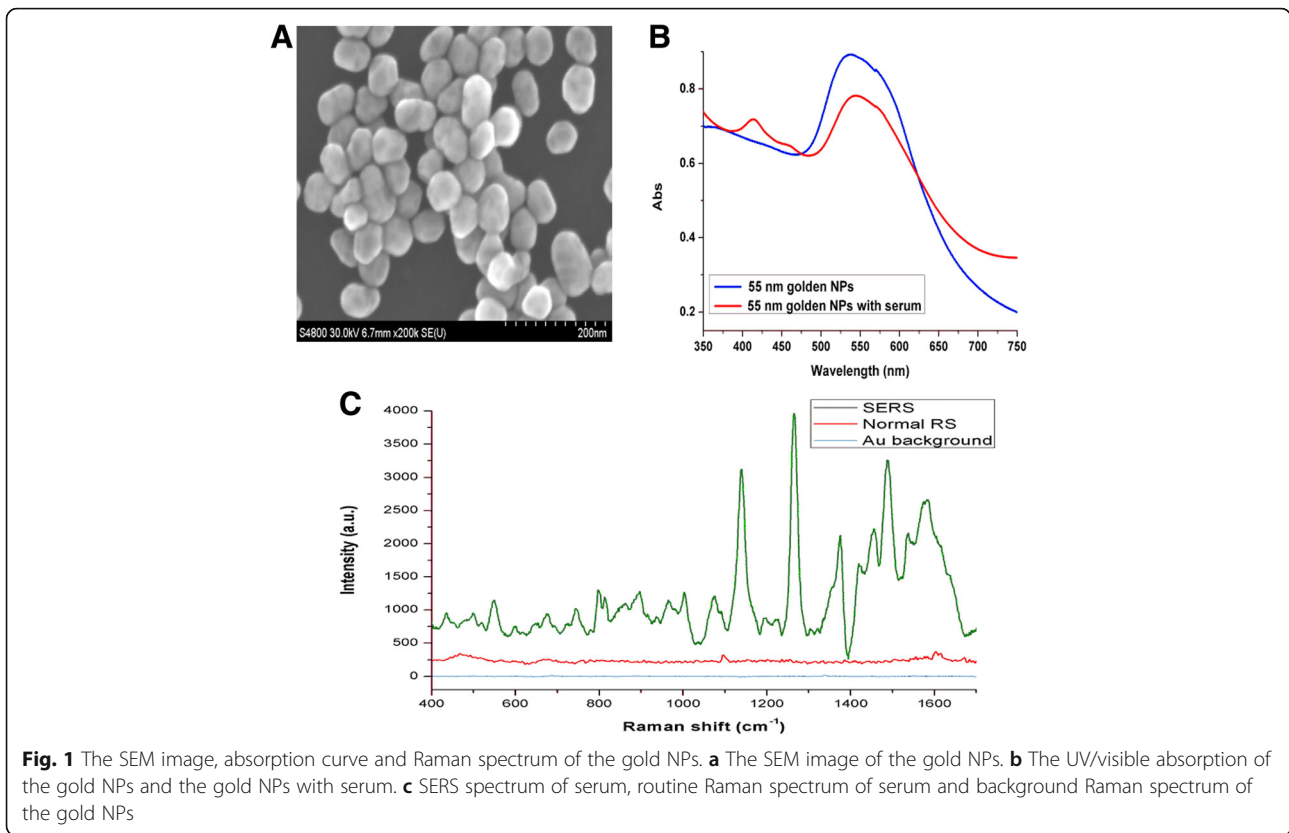 A
S4800 30.0kV 6.7mm x200k SE(U)
200nm
B
0.8
0.6
0.4
0.2
Abs
55 nm golden NPs
55 nm golden NPs with serum
350 400 450 500 550 600 650 700 750
Wavelength (nm)
C
4000
3500
3000
2500
2000
1500
1000
500
0
Intensity (a.u.)
SERS
Normal RS
Au background
400 600 800 1000 1200 1400 1600
Raman shift (cm⁻¹)
Fig. 1 The SEM image, absorption curve and Raman spectrum of the gold NPs. a The SEM image of the gold NPs. b The UV/visible absorption of
the gold NPs and the gold NPs with serum. c SERS spectrum of serum, routine Raman spectrum of serum and background Raman spectrum of
the gold NPs